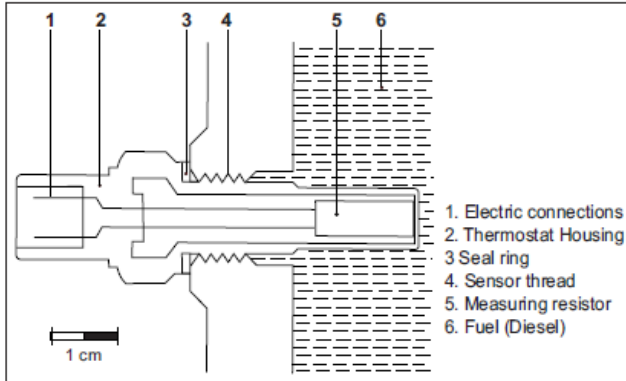 1 2 3 4 5 6
1. Electric connections
2. Thermostat Housing
3 Seal ring
4. Sensor thread
5. Measuring resistor
6. Fuel (Diesel)
1 cm